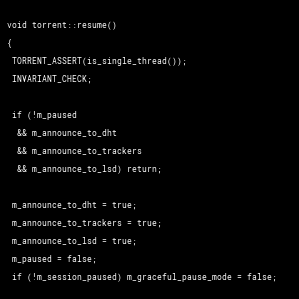 void torrent::resume()
{
TORRENT_ASSERT(is_single_thread());
INVARIANT_CHECK;
if (!m_paused
&& m_announce_to_dht
&& m_announce_to_trackers
&& m_announce_to_lsd) return;
m_announce_to_dht = true;
m_announce_to_trackers = true;
m_announce_to_lsd = true;
m_paused = false;
if (!m_session_paused) m_graceful_pause_mode = false;